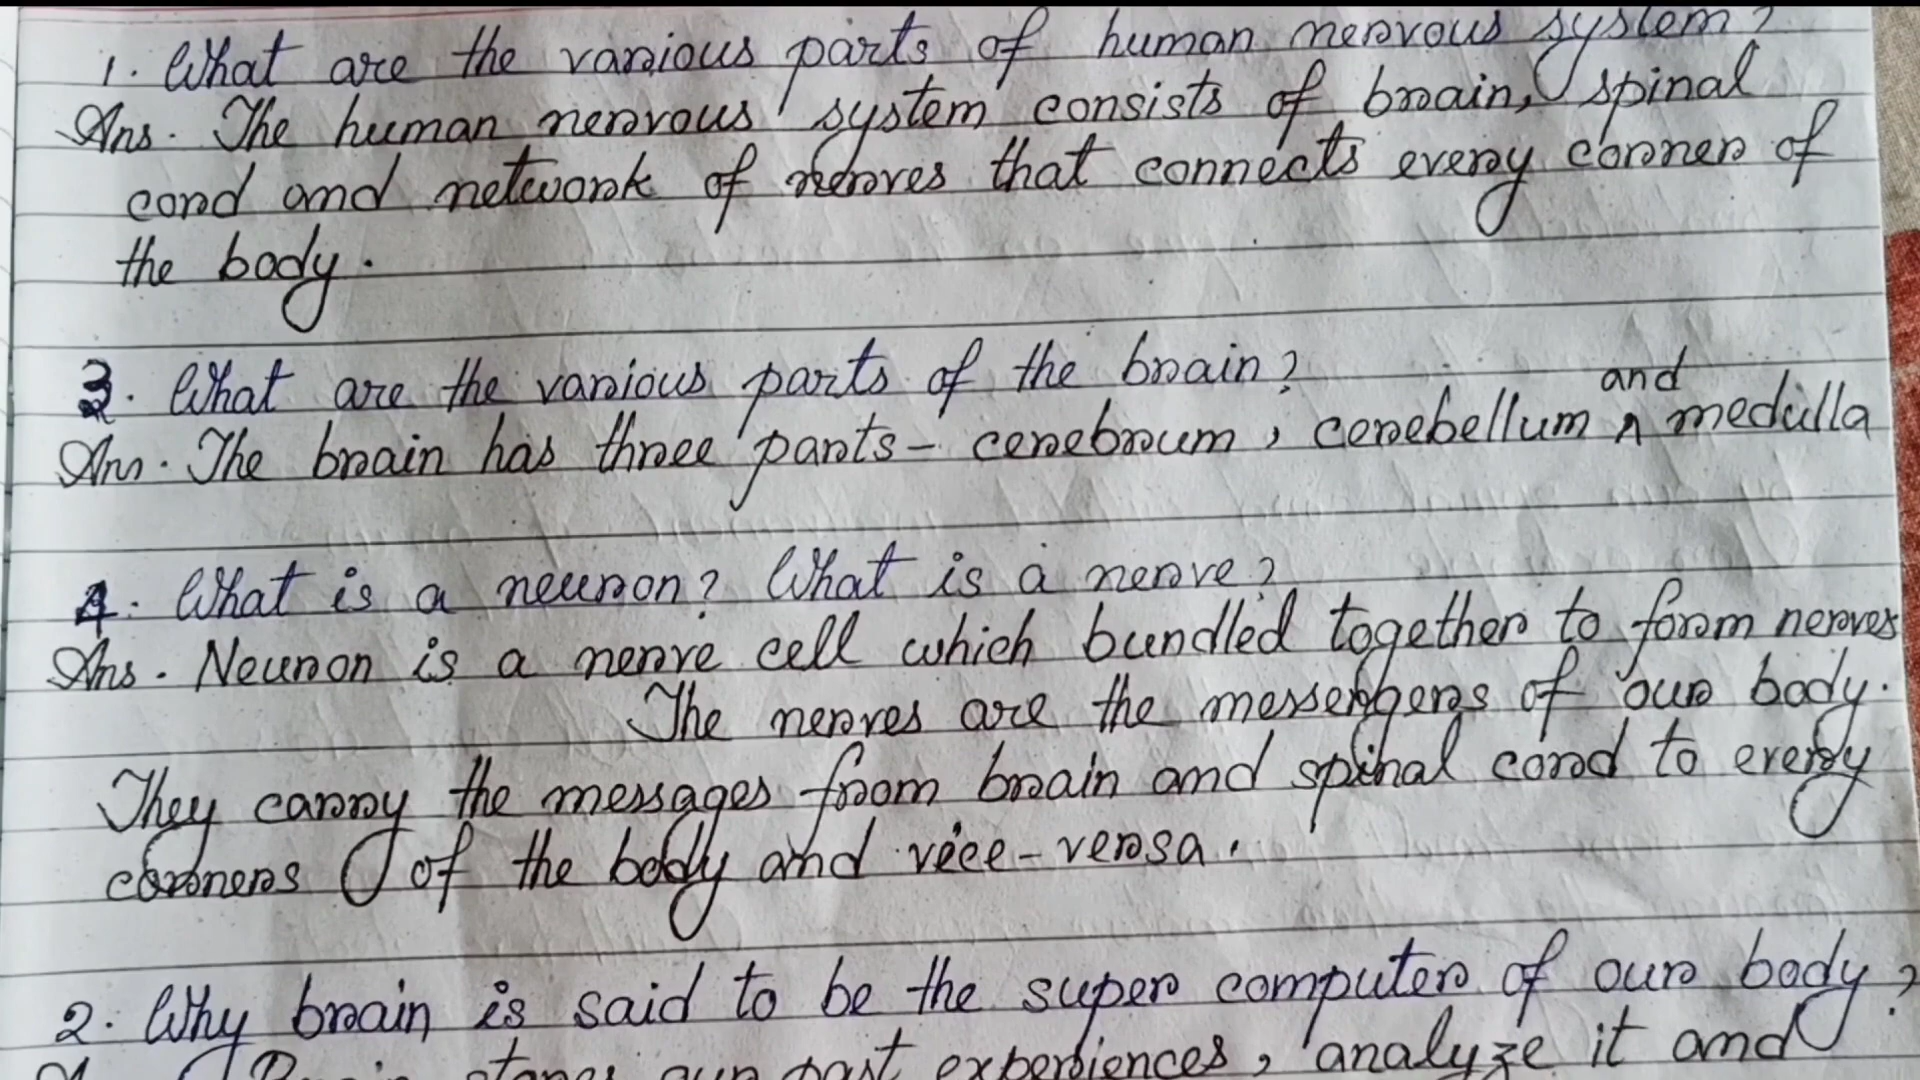 1. What are the various parts of human nervous system?
Ans. The human nervous system consists of brain, spinal
cord and network of nerves that connects every corner of
the body.
3. What are the various parts of the brain?
and
Ans. The brain has three parts - cerebrum, cerebellum ^ medulla
4. What is a neuron? What is a nerve?
Ans. Neuron is a nerve cell which bundled together to form nerves
The nerves are the messengers of our body.
They carry the messages from brain and spinal cord to every
corners of the body and vice-versa.
2. Why brain is said to be the super computer of our body?
Brain stores our past experiences, analyze it and